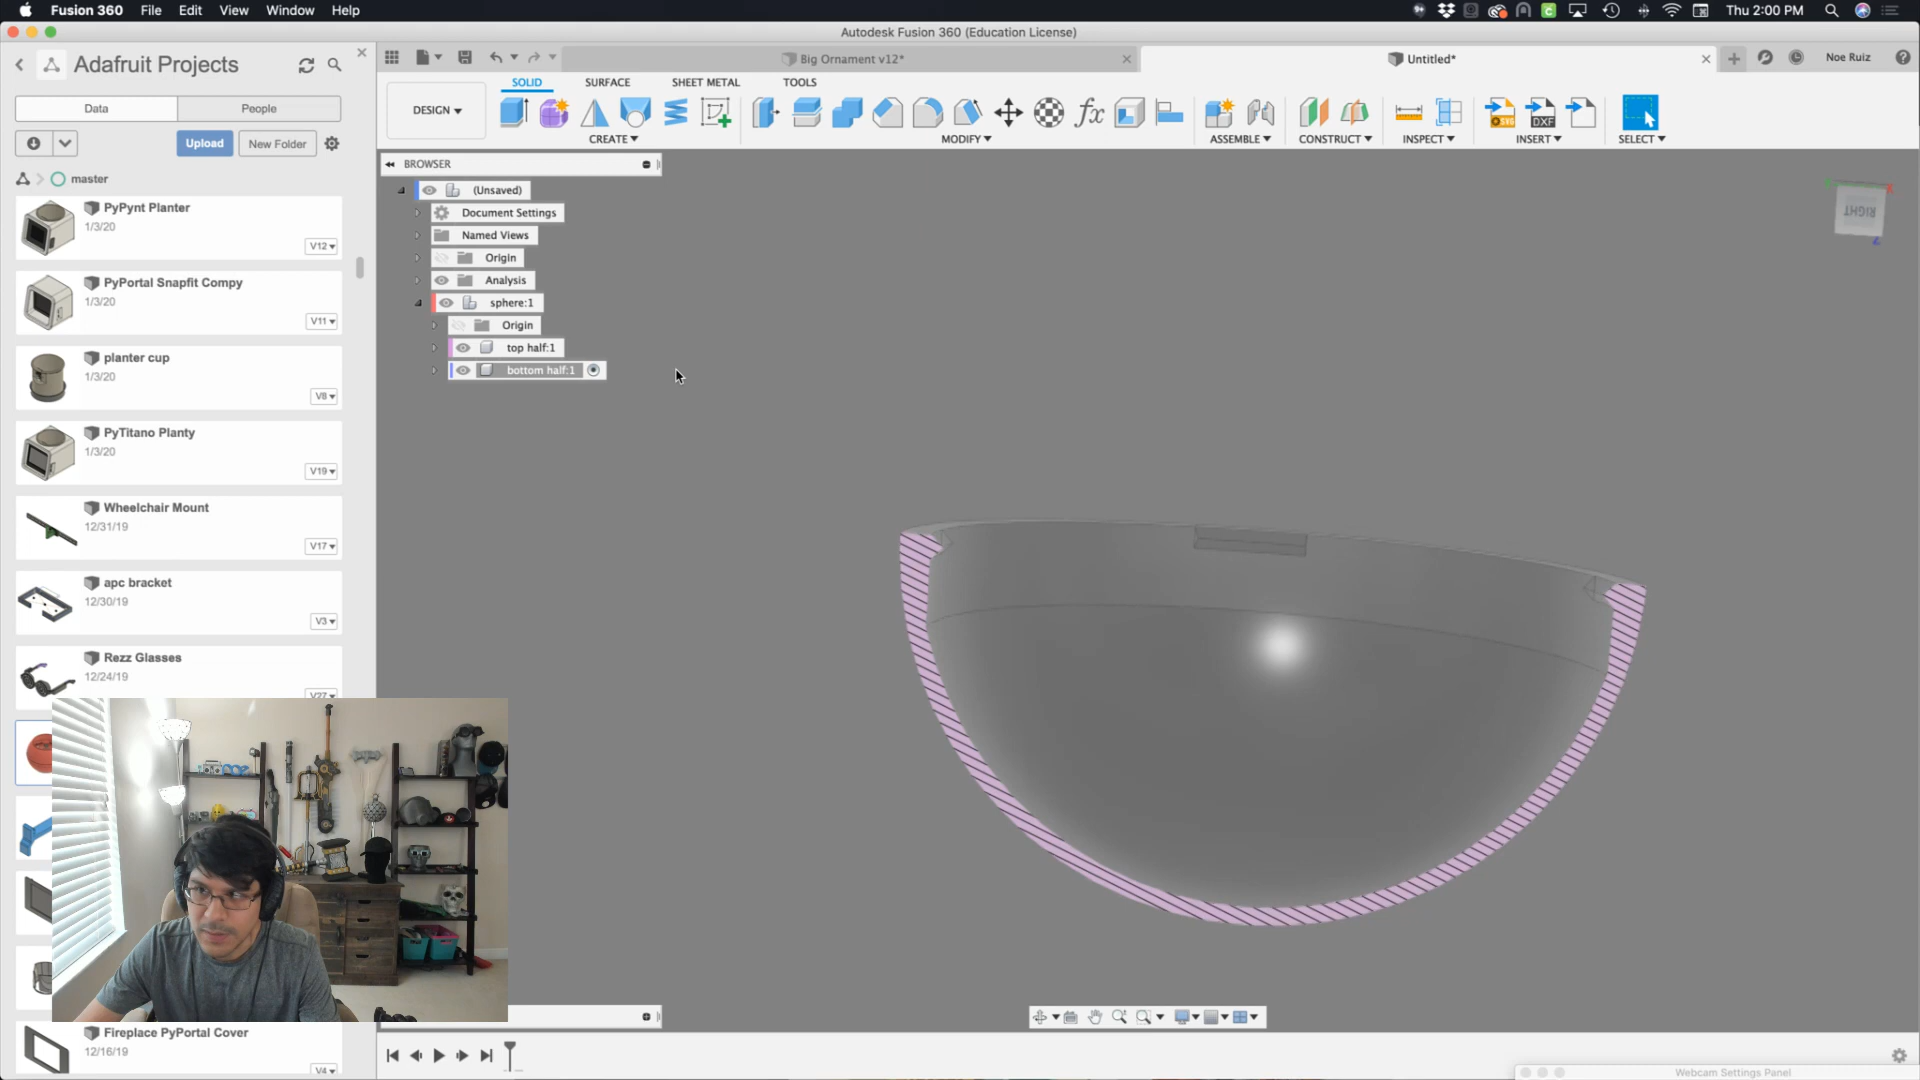 Fusion 360 File Edit View Window Help
Thu 2:00 PM
Autodesk Fusion 360 (Education License)
Adafruit Projects
Big Ornament v12*
Untitled*
Noe Ruiz
Data People
SOLID SURFACE SHEET METAL TOOLS
DESIGN
CREATE MODIFY ASSEMBLE CONSTRUCT INSPECT INSERT SELECT
SVG
DXF
Upload New Folder
master
BROWSER
(Unsaved)
Document Settings
Named Views
Origin
Analysis
sphere:1
Origin
top half:1
bottom half:1
X
RIGHT
Z
PyPynt Planter
1/3/20
V12
PyPortal Snapfit Compy
1/3/20
V11
planter cup
1/3/20
V8
PyTitano Planty
1/3/20
V19
Wheelchair Mount
12/31/19
V17
apc bracket
12/30/19
V3
Rezz Glasses
12/24/19
V27
Fireplace PyPortal Cover
12/16/19
V4
Webcam Settings Panel